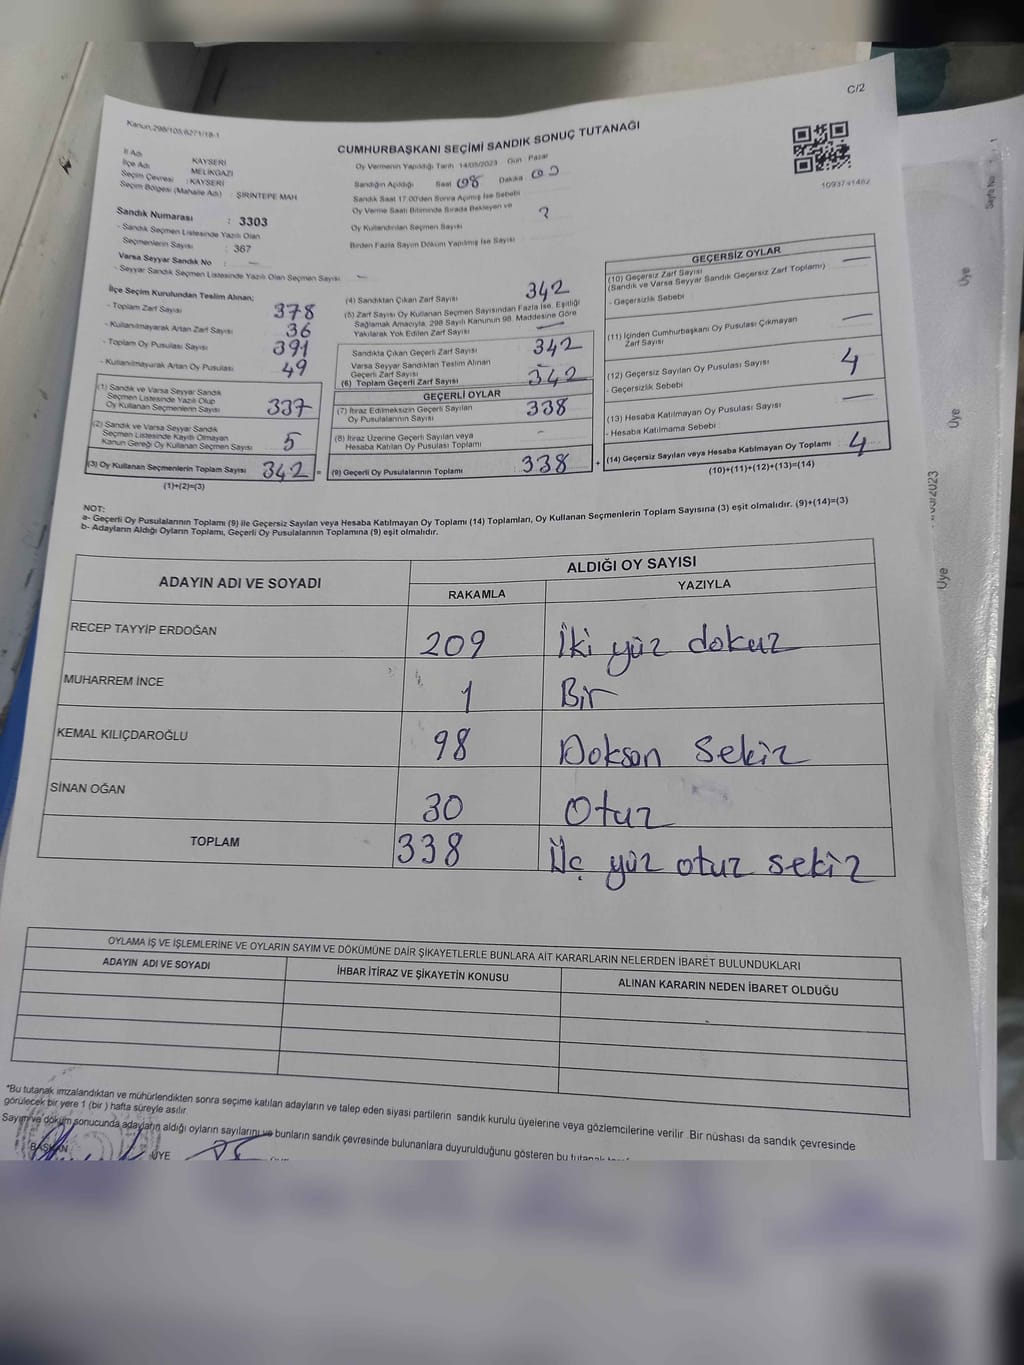 C/2
Kanun:298/105/6271/18-1
CUMHURBAŞKANI SEÇİMİ SANDIK SONUÇ TUTANAĞI
İl Adı : KAYSERİ
İlçe Adı : MELİKGAZİ
Seçim Çevresi : KAYSERİ
Seçim Bölgesi (Mahalle Adı) : ŞİRİNTEPE MAH
Sandık Numarası : 3303
- Sandık Seçmen Listesinde Yazılı Olan
Seçmenlerin Sayısı : 367
Varsa Seyyar Sandık No : —
- Seyyar Sandık Seçmen Listesinde Yazılı Olan Seçmen Sayısı : —
Oy Vermenin Yapıldığı Tarih : 14/05/2023 Gün : Pazar
Sandığın Açıldığı Saat 08 Dakika 00
Sandık Saat 17.00'den Sonra Açılmış İse Sebebi
Oy Verme Saati Bitiminde Sırada Bekleyen ve
Oy Kullandırılan Seçmen Sayısı
Birden Fazla Sayım Döküm Yapılmış İse Sayısı
1093741482
İlçe Seçim Kurulundan Teslim Alınan;
- Toplam Zarf Sayısı 378
- Kullanılmayarak Artan Zarf Sayısı 36
- Toplam Oy Pusulası Sayısı 391
- Kullanılmayarak Artan Oy Pusulası 49
(1) Sandık ve Varsa Seyyar Sandık
Seçmen Listesinde Yazılı Olup
Oy Kullanan Seçmenlerin Sayısı 337
(2) Sandık ve Varsa Seyyar Sandık
Seçmen Listesinde Kayıtlı Olmayan
Kanun Gereği Oy Kullanan Seçmen Sayısı 5
(3) Oy Kullanan Seçmenlerin Toplam Sayısı 342 =
(1)+(2)=(3)
(4) Sandıktan Çıkan Zarf Sayısı 342
(5) Zarf Sayısı Oy Kullanan Seçmen Sayısından Fazla İse, Eşitliği
Sağlamak Amacıyla, 298 Sayılı Kanunun 98. Maddesine Göre
Yakılarak Yok Edilen Zarf Sayısı —
Sandıkta Çıkan Geçerli Zarf Sayısı 342
Varsa Seyyar Sandıktan Teslim Alınan
Geçerli Zarf Sayısı —
(6) Toplam Geçerli Zarf Sayısı 342
GEÇERLİ OYLAR
(7) İtiraz Edilmeksizin Geçerli Sayılan
Oy Pusulalarının Sayısı 338
(8) İtiraz Üzerine Geçerli Sayılan veya
Hesaba Katılan Oy Pusulası Toplamı -
(9) Geçerli Oy Pusulalarının Toplamı 338 +
GEÇERSİZ OYLAR
(10) Geçersiz Zarf Sayısı —
(Sandık ve Varsa Seyyar Sandık Geçersiz Zarf Toplamı)
- Geçersizlik Sebebi
(11) İçinden Cumhurbaşkanı Oy Pusulası Çıkmayan
Zarf Sayısı —
(12) Geçersiz Sayılan Oy Pusulası Sayısı 4
- Geçersizlik Sebebi
(13) Hesaba Katılmayan Oy Pusulası Sayısı —
- Hesaba Katılmama Sebebi
(14) Geçersiz Sayılan veya Hesaba Katılmayan Oy Toplamı 4
(10)+(11)+(12)+(13)=(14)
NOT:
a- Geçerli Oy Pusulalarının Toplamı (9) ile Geçersiz Sayılan veya Hesaba Katılmayan Oy Toplamı (14) Toplamları, Oy Kullanan Seçmenlerin Toplam Sayısına (3) eşit olmalıdır. (9)+(14)=(3)
b- Adayların Aldığı Oyların Toplamı, Geçerli Oy Pusulalarının Toplamına (9) eşit olmalıdır.
ADAYIN ADI VE SOYADI
ALDIĞI OY SAYISI
RAKAMLA YAZIYLA
RECEP TAYYİP ERDOĞAN 209 İki yüz dokuz
MUHARREM İNCE 1 Bir
KEMAL KILIÇDAROĞLU 98 Doksan Sekiz
SİNAN OĞAN 30 Otuz
TOPLAM 338 Üç yüz otuz sekiz
OYLAMA İŞ VE İŞLEMLERİNE VE OYLARIN SAYIM VE DÖKÜMÜNE DAİR ŞİKAYETLERLE BUNLARA AİT KARARLARIN NELERDEN İBARET BULUNDUKLARI
ADAYIN ADI VE SOYADI İHBAR İTİRAZ VE ŞİKAYETİN KONUSU ALINAN KARARIN NEDEN İBARET OLDUĞU
*Bu tutanak imzalandıktan ve mühürlendikten sonra seçime katılan adayların ve talep eden siyasi partilerin sandık kurulu üyelerine veya gözlemcilerine verilir. Bir nüshası da sandık çevresinde
görülecek bir yere 1 (bir ) hafta süreyle asılır.
Sayım ve döküm sonucunda adayların aldığı oyların sayılarını ve bunların sandık çevresinde bulunanlara duyurulduğunu gösteren bu tutanak
BAŞKAN ÜYE
Sayfa No: 1
Üye
Üye
Üye